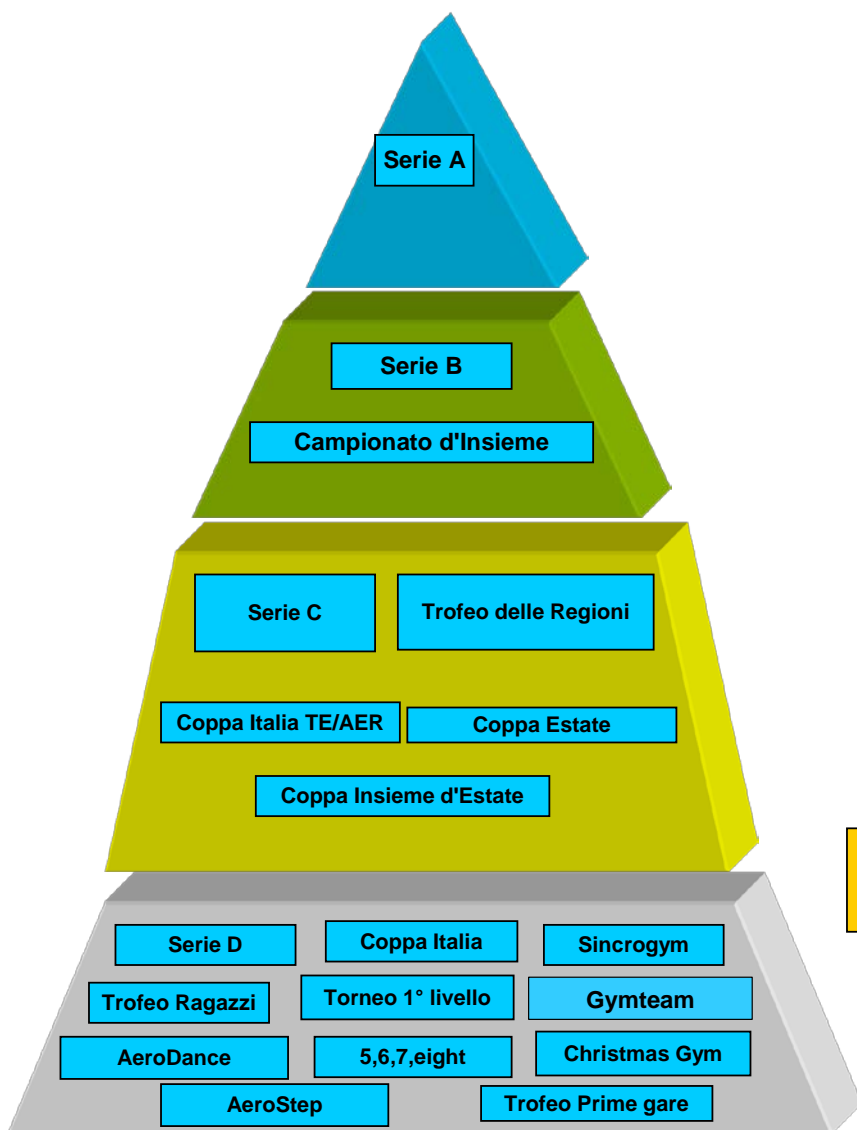 Serie A
Serie B
Campionato d'Insieme
Serie C
Trofeo delle Regioni
Coppa Italia TE/AER
Coppa Estate
Coppa Insieme d'Estate
Serie D
Coppa Italia
Sincrogym
Trofeo Ragazzi
Torneo 1° livello
Gymteam
AeroDance
5,6,7,eight
Christmas Gym
AeroStep
Trofeo Prime gare